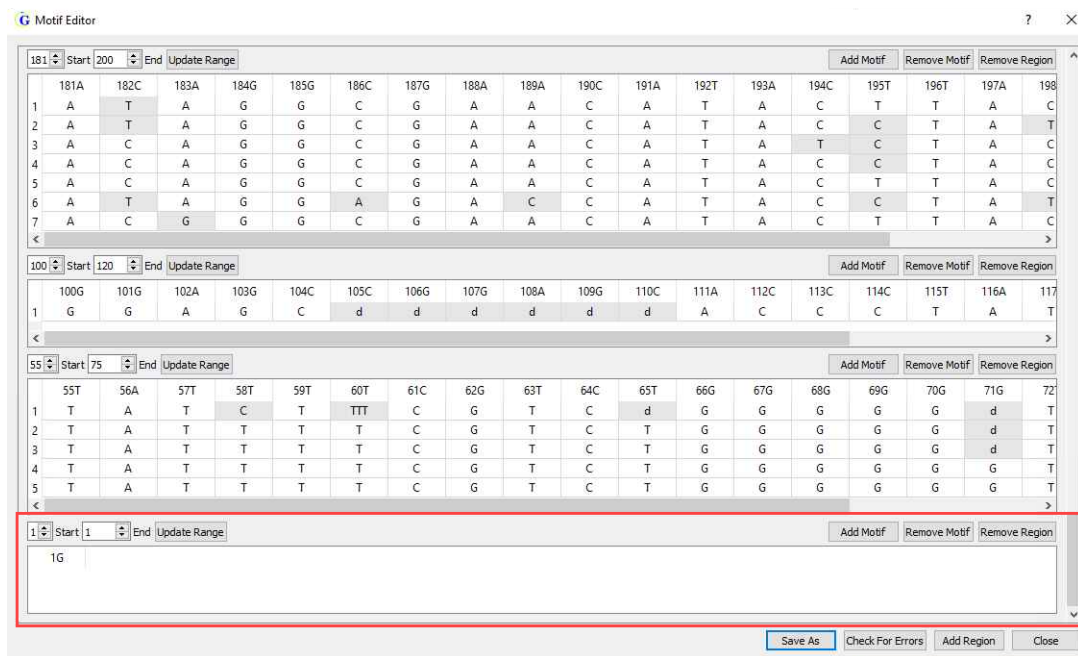 G Motif Editor ? ×
181 Start 200 End Update Range Add Motif Remove Motif Remove Region
181A 182C 183A 184G 185G 186C 187G 188A 189A 190C 191A 192T 193A 194C 195T 196T 197A 198
1 A T A G G C G A A C A T A C T T A C
2 A T A G G C G A A C A T A C C T A T
3 A C A G G C G A A C A T A T C T A C
4 A C A G G C G A A C A T A C C T A C
5 A C A G G C G A A C A T A C T T A C
6 A T A G G A G A C C A T A C C T A T
7 A C G G G C G A A C A T A C T T A C
100 Start 120 End Update Range Add Motif Remove Motif Remove Region
100G 101G 102A 103G 104C 105C 106G 107G 108A 109G 110C 111A 112C 113C 114C 115T 116A 117
1 G G A G C d d d d d d A C C C T A T
55 Start 75 End Update Range Add Motif Remove Motif Remove Region
55T 56A 57T 58T 59T 60T 61C 62G 63T 64C 65T 66G 67G 68G 69G 70G 71G 72T
1 T A T C T TTT C G T C d G G G G G d T
2 T A T T T T C G T C T G G G G G d T
3 T A T T T T C G T C T G G G G G d T
4 T A T T T T C G T C T G G G G G G T
5 T A T T T T C G T C T G G G G G G T
1 Start 1 End Update Range Add Motif Remove Motif Remove Region
1G
Save As Check For Errors Add Region Close